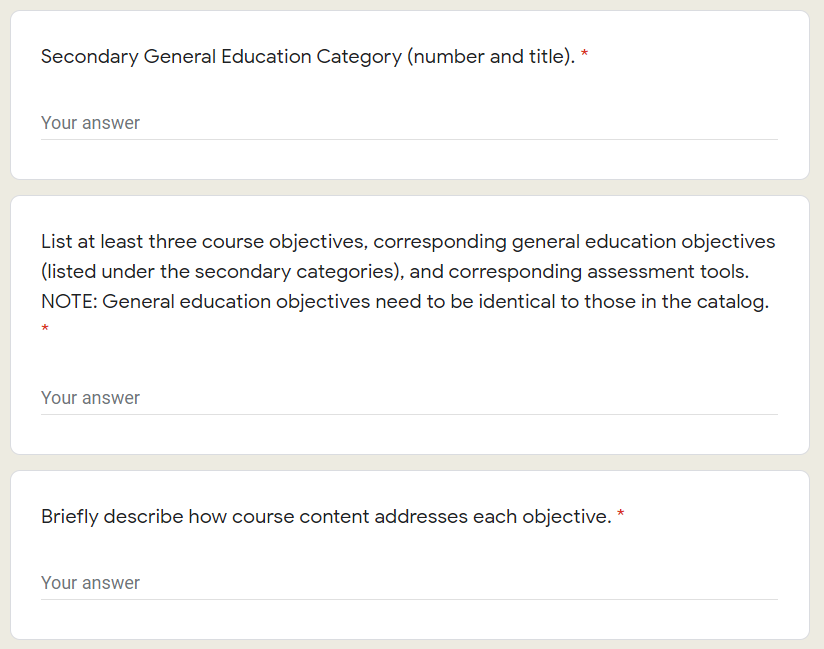 Secondary General Education Category (number and title). *
Your answer
List at least three course objectives, corresponding general education objectives
(listed under the secondary categories), and corresponding assessment tools.
NOTE: General education objectives need to be identical to those in the catalog.
*
Your answer
Briefly describe how course content addresses each objective. *
Your answer